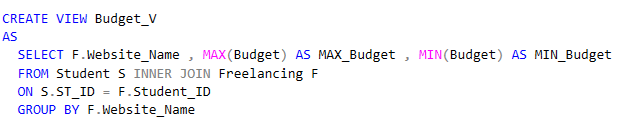 CREATE VIEW Budget_V
AS
SELECT F.Website_Name , MAX(Budget) AS MAX_Budget , MIN(Budget) AS MIN_Budget
FROM Student S INNER JOIN Freelancing F
ON S.ST_ID = F.Student_ID
GROUP BY F.Website_Name